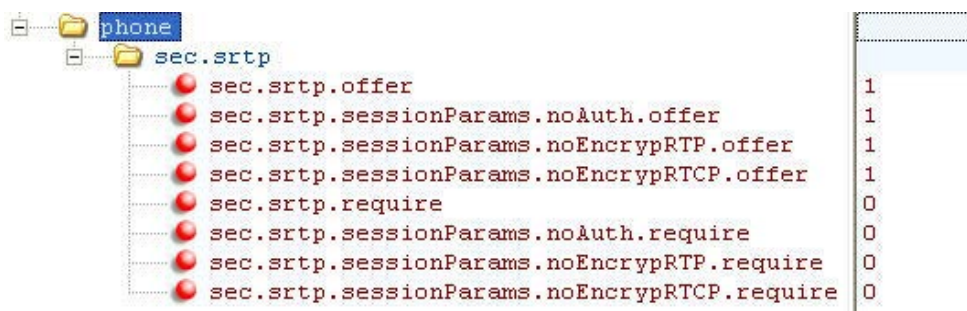 phone
sec.srtp
sec.srtp.offer 1
sec.srtp.sessionParams.noAuth.offer 1
sec.srtp.sessionParams.noEncrypRTP.offer 1
sec.srtp.sessionParams.noEncrypRTCP.offer 1
sec.srtp.require 0
sec.srtp.sessionParams.noAuth.require 0
sec.srtp.sessionParams.noEncrypRTP.require 0
sec.srtp.sessionParams.noEncrypRTCP.require 0